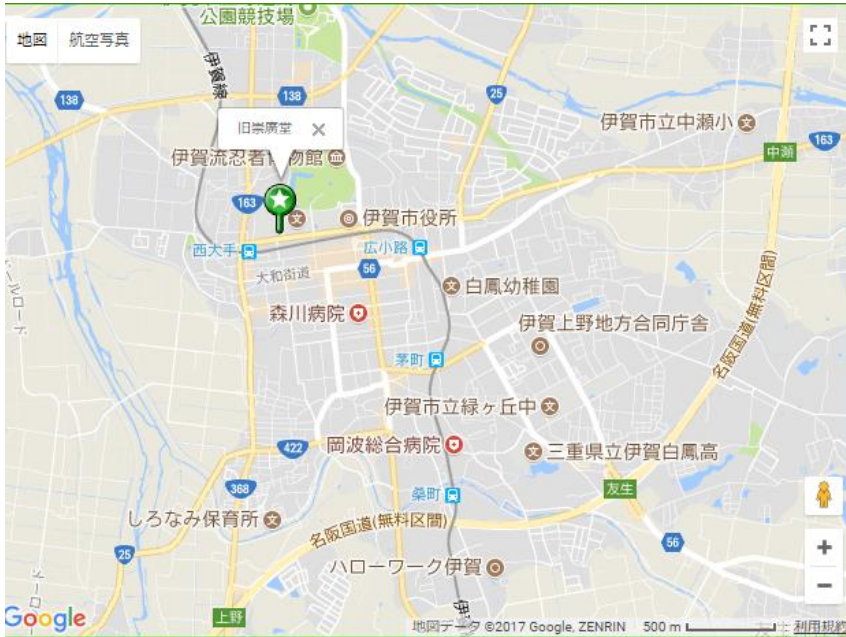 公園競技場
地図
航空写真
伊賀線
138
138
25
旧崇廣堂
伊賀市立中瀬小
163
中瀬
伊賀流忍者博物館
163
伊賀市役所
西大手
広小路
大和街道
56
白鳳幼稚園
森川病院
伊賀上野地方合同庁舎
名阪国道(無料区間)
茅町
伊賀市立緑ヶ丘中
岡波総合病院
三重県立伊賀白鳳高
422
368
桑町
友生
しろなみ保育所
名阪国道(無料区間)
25
56
ハローワーク伊賀
上野
Google
地図データ ©2017 Google, ZENRIN
500 m
利用規約